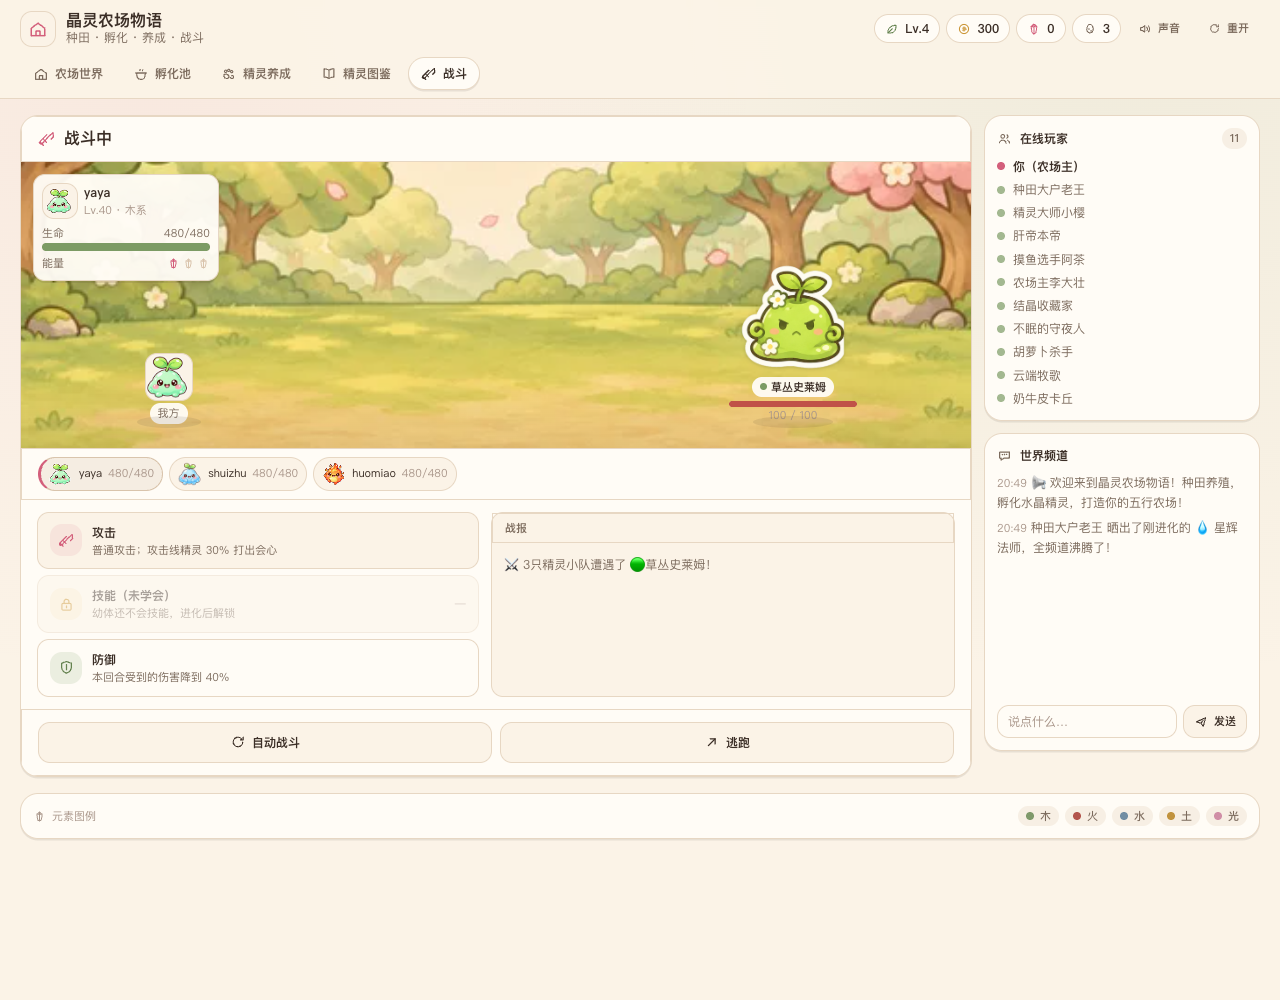 晶灵农场物语
种田 · 孵化 · 养成 · 战斗
Lv.4
300
0
3
声音
重开
农场世界
孵化池
精灵养成
精灵图鉴
战斗
战斗中
yaya
Lv.40 · 木系
生命 480/480
能量
我方
草丛史莱姆
100 / 100
yaya 480/480
shuizhu 480/480
huomiao 480/480
攻击
普通攻击；攻击线精灵 30% 打出会心
技能（未学会）
幼体还不会技能，进化后解锁
—
防御
本回合受到的伤害降到 40%
战报
⚔️ 3只精灵小队遭遇了 🟢草丛史莱姆！
自动战斗
逃跑
在线玩家
11
你（农场主）
种田大户老王
精灵大师小樱
肝帝本帝
摸鱼选手阿茶
农场主李大壮
结晶收藏家
不眠的守夜人
胡萝卜杀手
云端牧歌
奶牛皮卡丘
世界频道
20:49 📢 欢迎来到晶灵农场物语！种田养殖，
孵化水晶精灵，打造你的五行农场！
20:49 种田大户老王 晒出了刚进化的 💧 星辉
法师，全频道沸腾了！
说点什么…
发送
元素图例
木
火
水
土
光